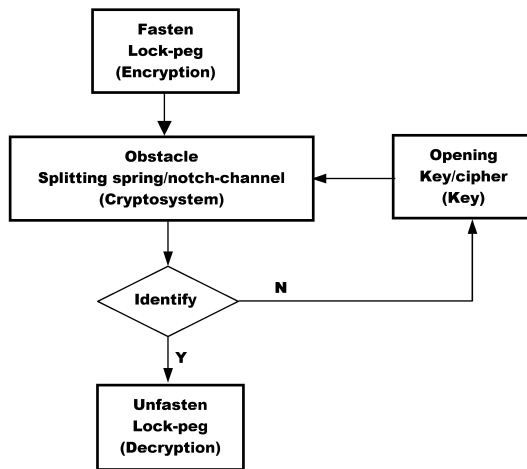 Fasten
Lock-peg
(Encryption)
Obstacle
Splitting spring/notch-channel
(Cryptosystem)
Opening
Key/cipher
(Key)
Identify
N
Y
Unfasten
Lock-peg
(Decryption)